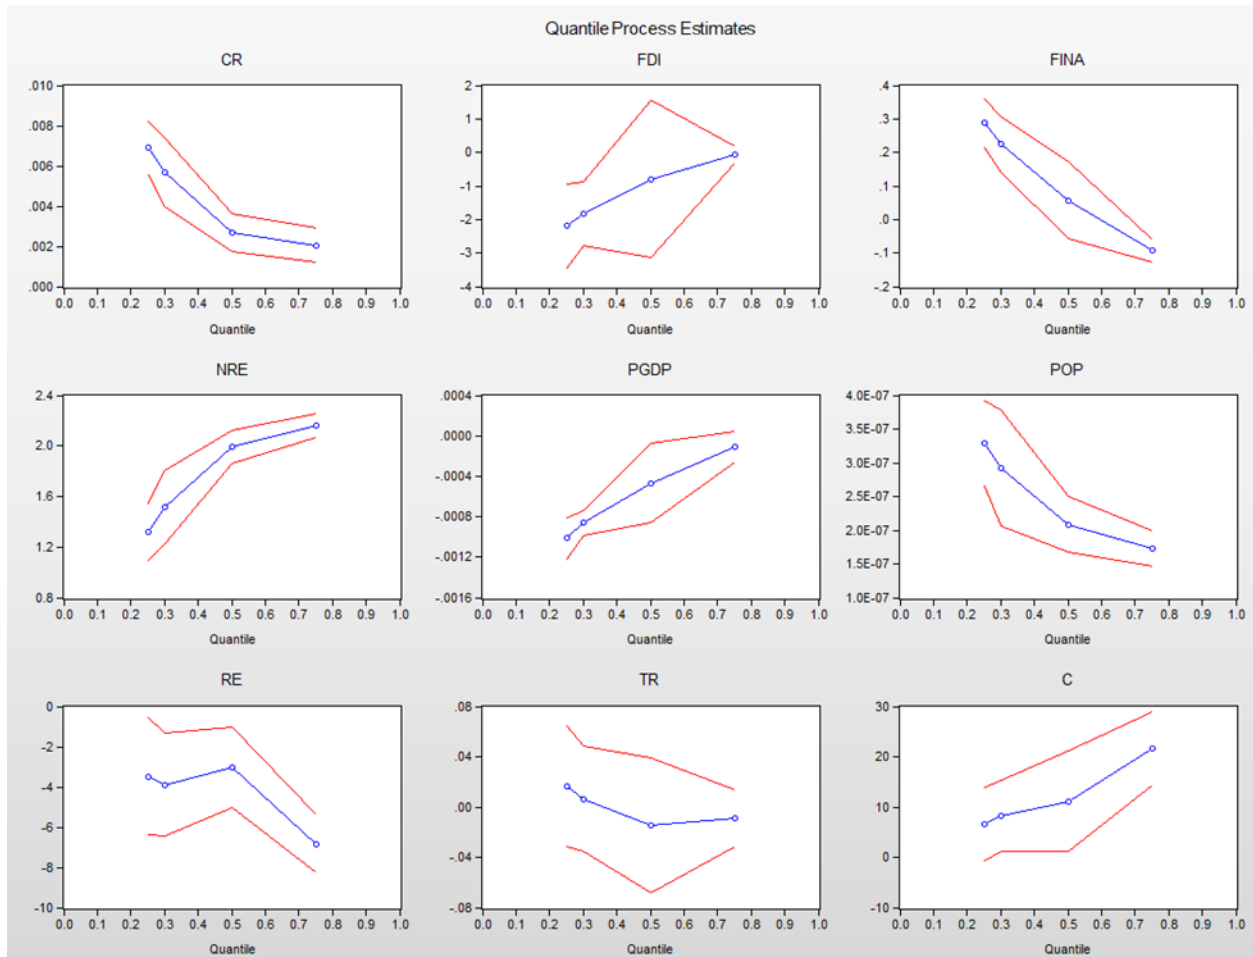 Quantile Process Estimates
CR
.010
.008
.006
.004
.002
.000
0.0 0.1 0.2 0.3 0.4 0.5 0.6 0.7 0.8 0.9 1.0
Quantile
FDI
2
1
0
-1
-2
-3
-4
0.0 0.1 0.2 0.3 0.4 0.5 0.6 0.7 0.8 0.9 1.0
Quantile
FINA
.4
.3
.2
.1
.0
-.1
-.2
0.0 0.1 0.2 0.3 0.4 0.5 0.6 0.7 0.8 0.9 1.0
Quantile
NRE
2.4
2.0
1.6
1.2
0.8
0.0 0.1 0.2 0.3 0.4 0.5 0.6 0.7 0.8 0.9 1.0
Quantile
PGDP
.0004
.0000
-.0004
-.0008
-.0012
-.0016
0.0 0.1 0.2 0.3 0.4 0.5 0.6 0.7 0.8 0.9 1.0
Quantile
POP
4.0E-07
3.5E-07
3.0E-07
2.5E-07
2.0E-07
1.5E-07
1.0E-07
0.0 0.1 0.2 0.3 0.4 0.5 0.6 0.7 0.8 0.9 1.0
Quantile
RE
0
-2
-4
-6
-8
-10
0.0 0.1 0.2 0.3 0.4 0.5 0.6 0.7 0.8 0.9 1.0
Quantile
TR
.08
.04
.00
-.04
-.08
0.0 0.1 0.2 0.3 0.4 0.5 0.6 0.7 0.8 0.9 1.0
Quantile
C
30
20
10
0
-10
0.0 0.1 0.2 0.3 0.4 0.5 0.6 0.7 0.8 0.9 1.0
Quantile